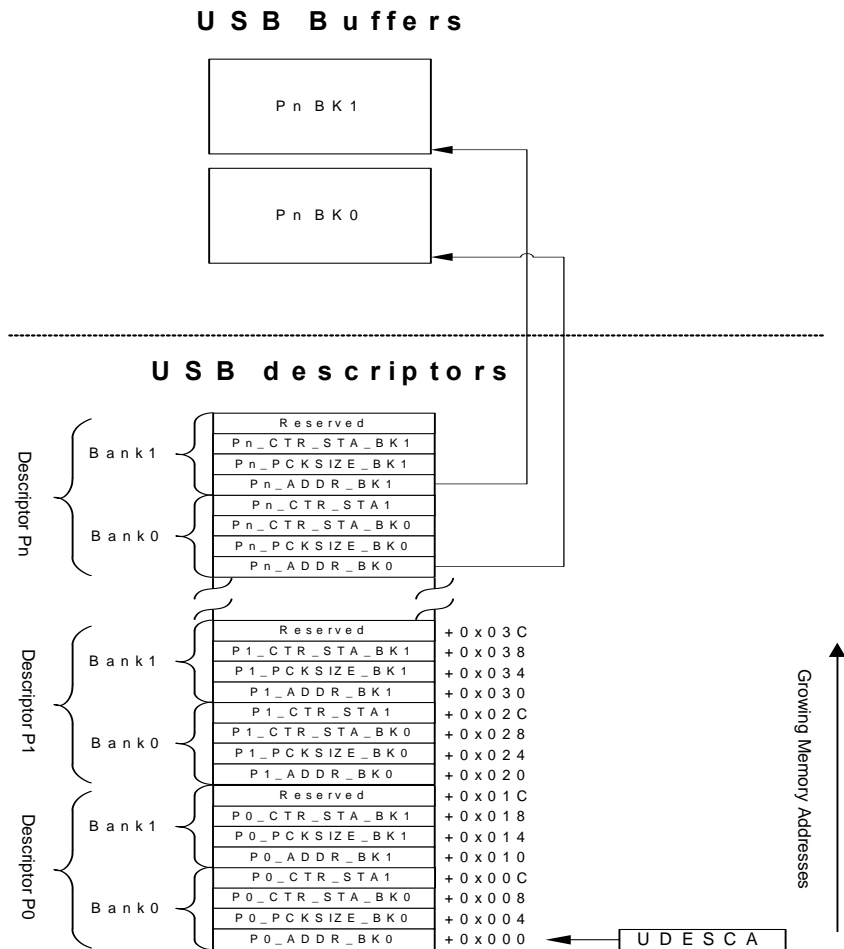 USB Buffers
Pn BK1
Pn BK0
USB descriptors
Descriptor Pn
Bank1
Reserved
Pn_CTR_STA_BK1
Pn_PCKSIZE_BK1
Pn_ADDR_BK1
Bank0
Pn_CTR_STA1
Pn_CTR_STA_BK0
Pn_PCKSIZE_BK0
Pn_ADDR_BK0
Descriptor P1
Bank1
Reserved +0x03C
P1_CTR_STA_BK1 +0x038
P1_PCKSIZE_BK1 +0x034
P1_ADDR_BK1 +0x030
Bank0
P1_CTR_STA1 +0x02C
P1_CTR_STA_BK0 +0x028
P1_PCKSIZE_BK0 +0x024
P1_ADDR_BK0 +0x020
Descriptor P0
Bank1
Reserved +0x01C
P0_CTR_STA_BK1 +0x018
P0_PCKSIZE_BK1 +0x014
P0_ADDR_BK1 +0x010
Bank0
P0_CTR_STA1 +0x00C
P0_CTR_STA_BK0 +0x008
P0_PCKSIZE_BK0 +0x004
P0_ADDR_BK0 +0x000
UDESCA
Growing Memory Addresses